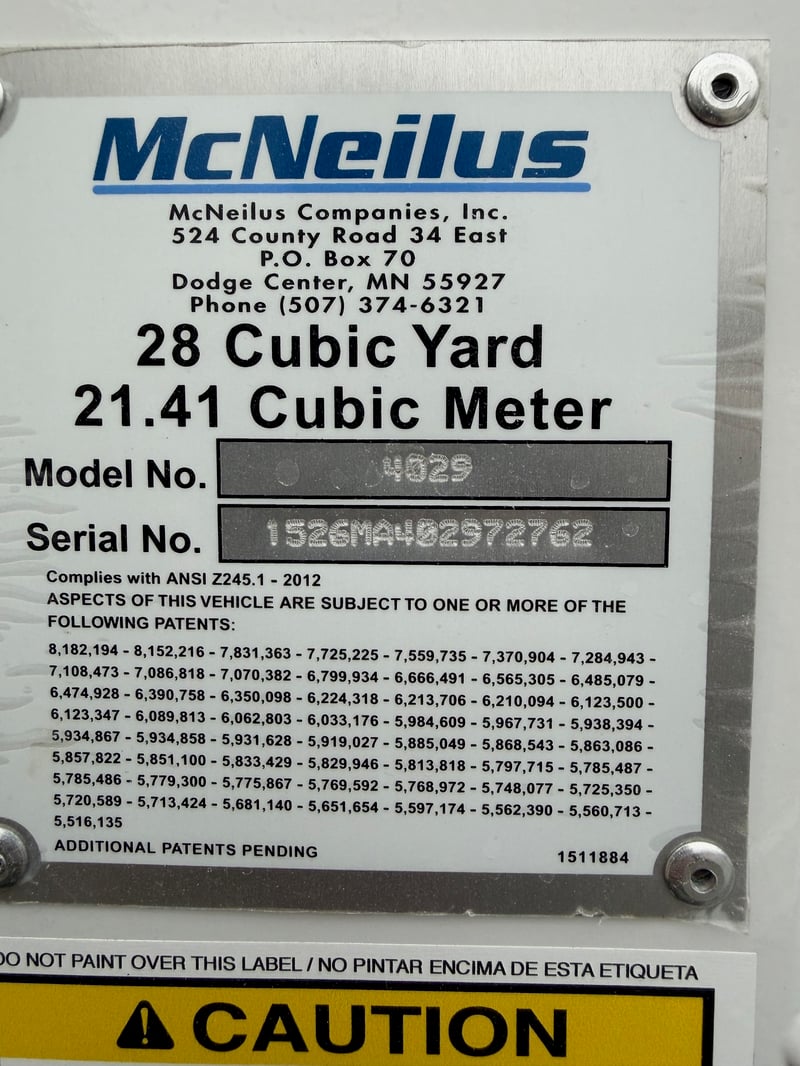 McNeilus
McNeilus Companies, Inc.
524 County Road 34 East
P.O. Box 70
Dodge Center, MN 55927
Phone (507) 374-6321
28 Cubic Yard
21.41 Cubic Meter
Model No. 4029
Serial No. 1526MA402972762
Complies with ANSI Z245.1 - 2012
ASPECTS OF THIS VEHICLE ARE SUBJECT TO ONE OR MORE OF THE
FOLLOWING PATENTS:
8,182,194 - 8,152,216 - 7,831,363 - 7,725,225 - 7,559,735 - 7,370,904 - 7,284,943 -
7,108,473 - 7,086,818 - 7,070,382 - 6,799,934 - 6,666,491 - 6,565,305 - 6,485,079 -
6,474,928 - 6,390,758 - 6,350,098 - 6,224,318 - 6,213,706 - 6,210,094 - 6,123,500 -
6,123,347 - 6,089,813 - 6,062,803 - 6,033,176 - 5,984,609 - 5,967,731 - 5,938,394 -
5,934,867 - 5,934,858 - 5,931,628 - 5,919,027 - 5,885,049 - 5,868,543 - 5,863,086 -
5,857,822 - 5,851,100 - 5,833,429 - 5,829,946 - 5,813,818 - 5,797,715 - 5,785,487 -
5,785,486 - 5,779,300 - 5,775,867 - 5,769,592 - 5,768,972 - 5,748,077 - 5,725,350 -
5,720,589 - 5,713,424 - 5,681,140 - 5,651,654 - 5,597,174 - 5,562,390 - 5,560,713 -
5,516,135
ADDITIONAL PATENTS PENDING 1511884
DO NOT PAINT OVER THIS LABEL / NO PINTAR ENCIMA DE ESTA ETIQUETA
CAUTION